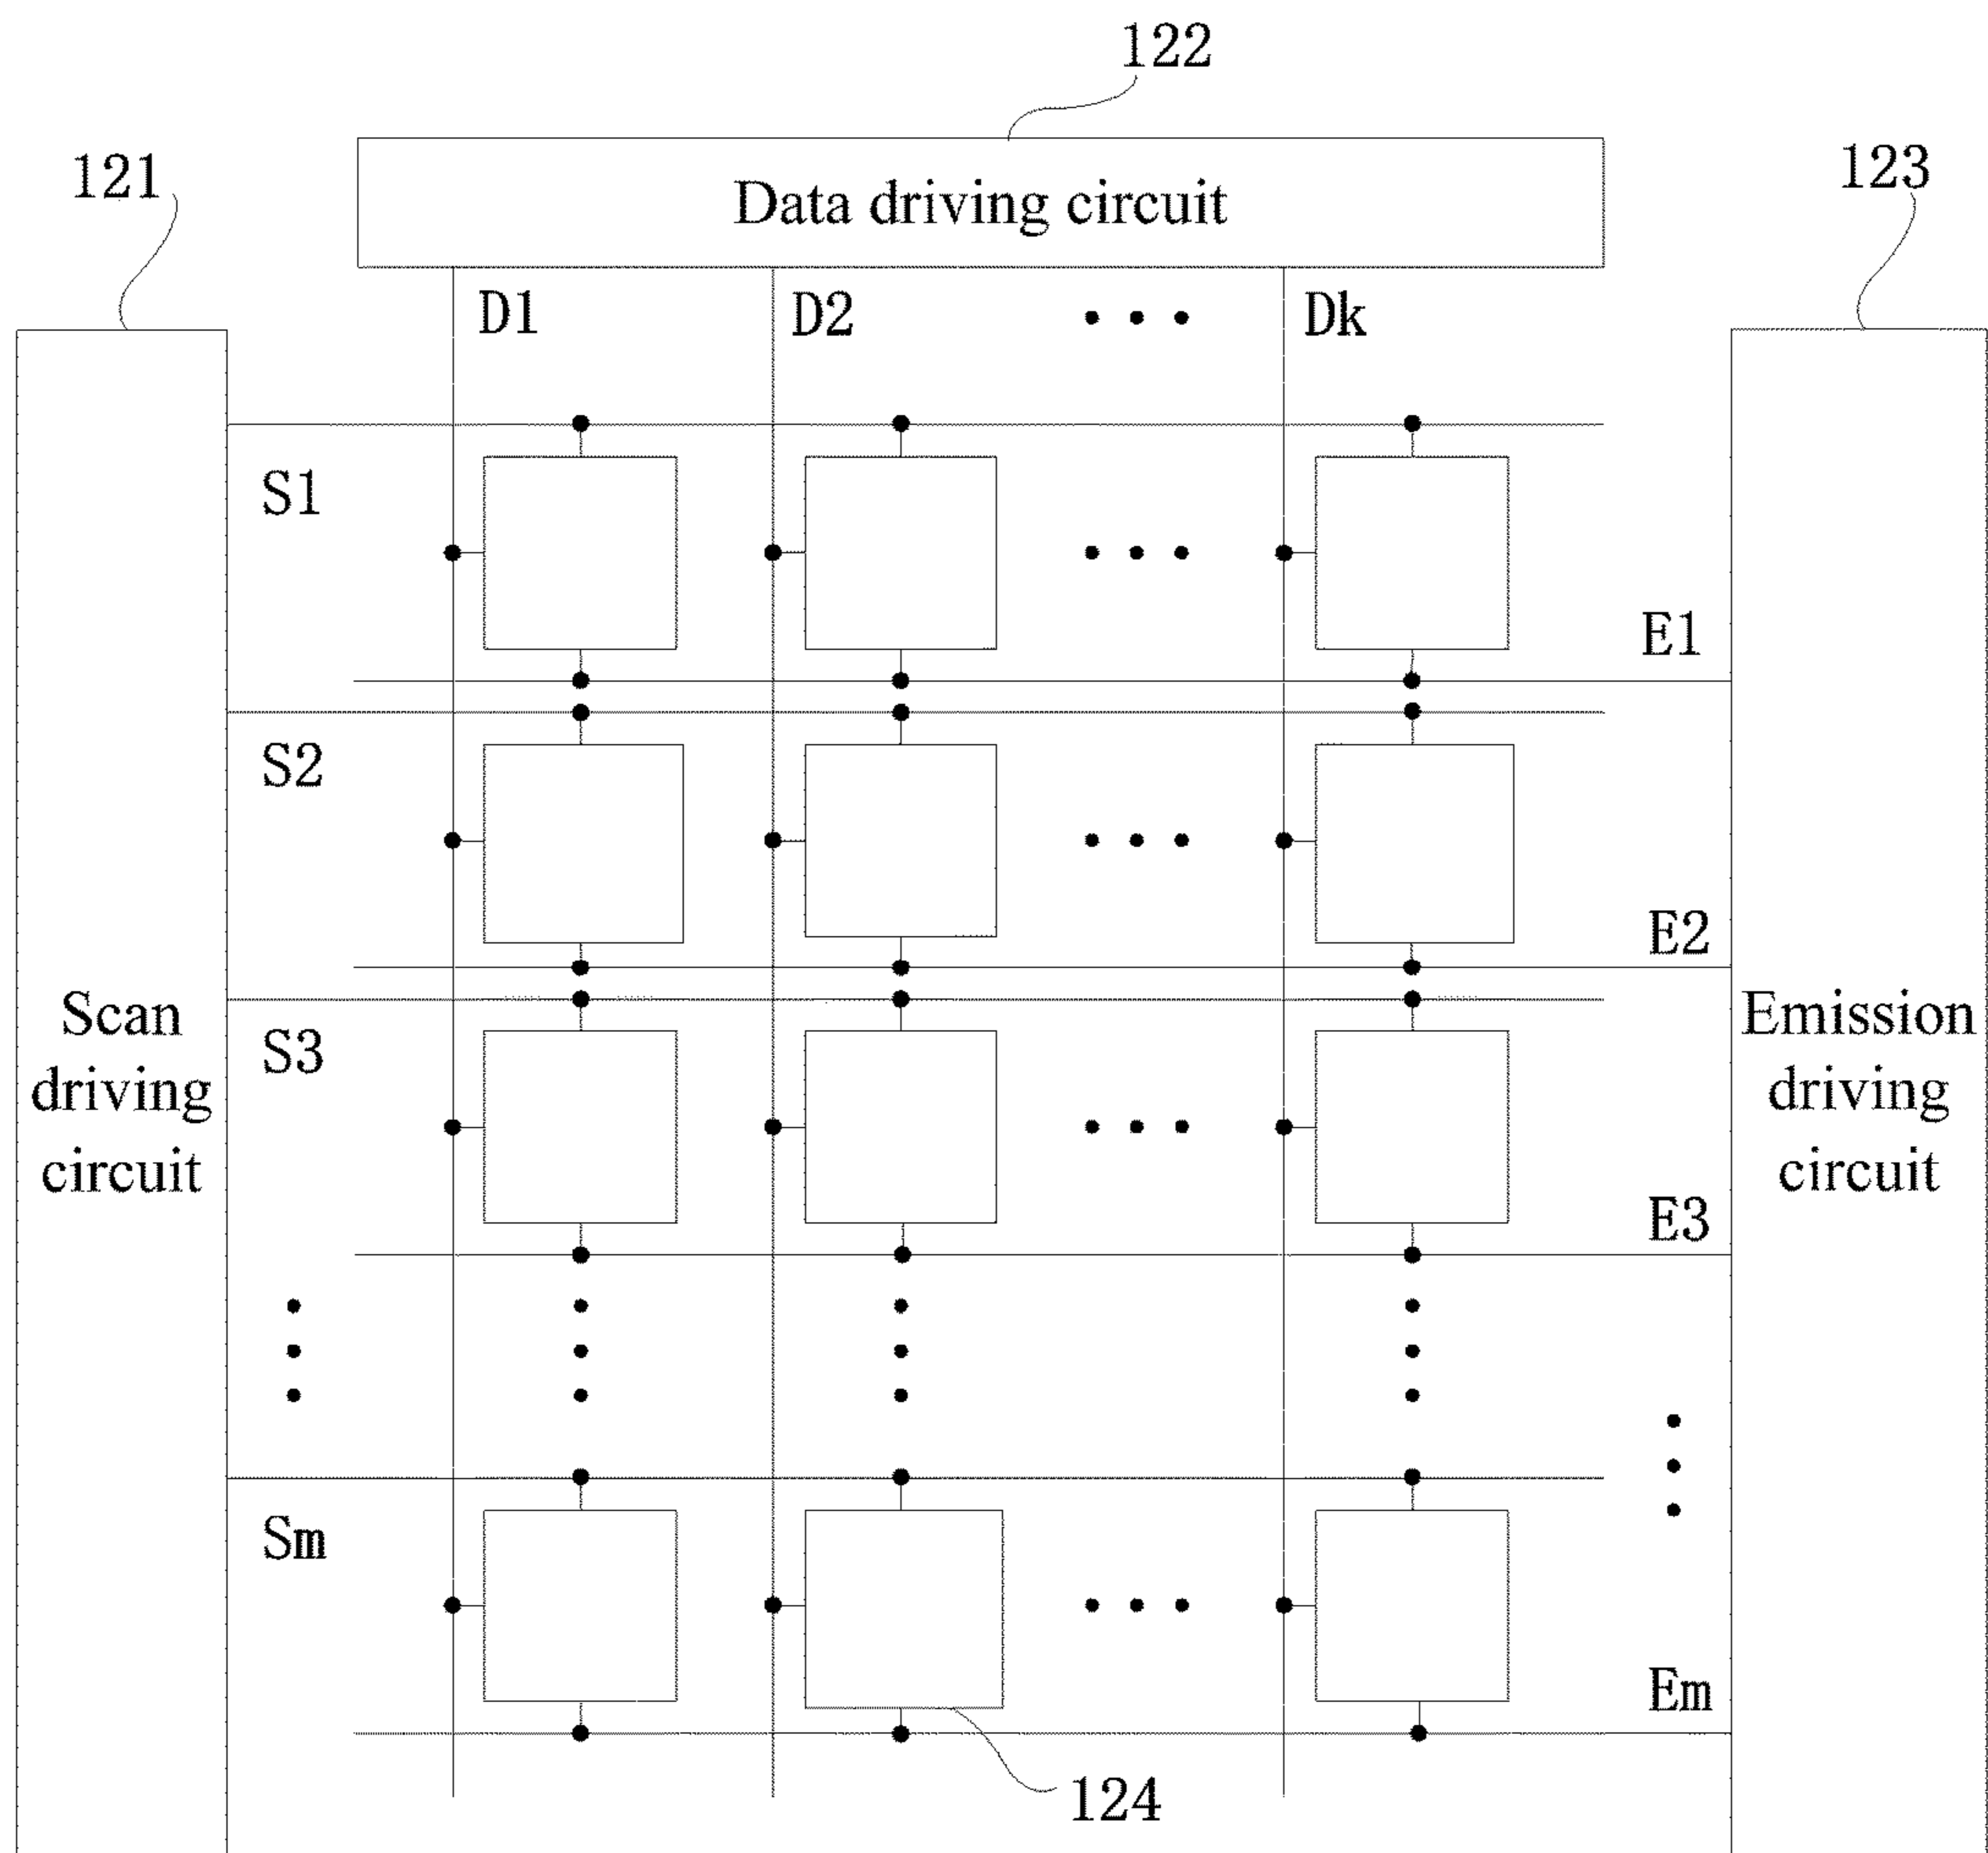 122
121
123
Data driving circuit
D1
D2
Dk
S1
E1
S2
E2
Scan
driving
circuit
S3
Emission
driving
circuit
E3
Sm
Em
124